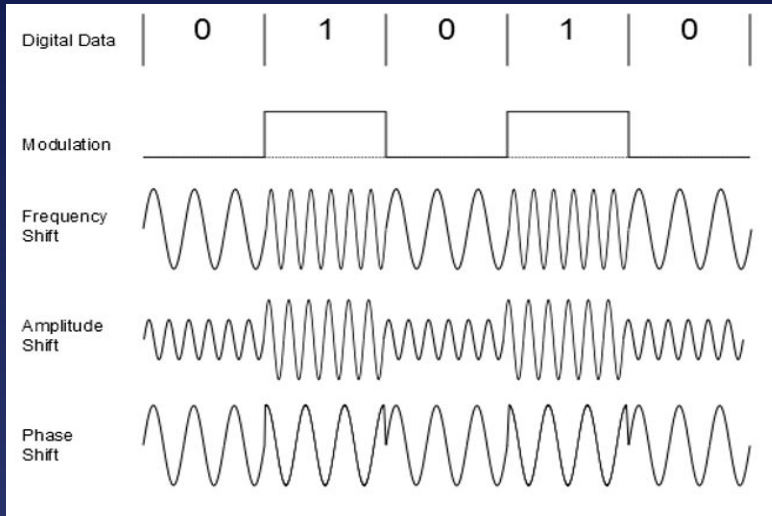 Digital Data 0 1 0 1 0
Modulation
Frequency
Shift
Amplitude
Shift
Phase
Shift